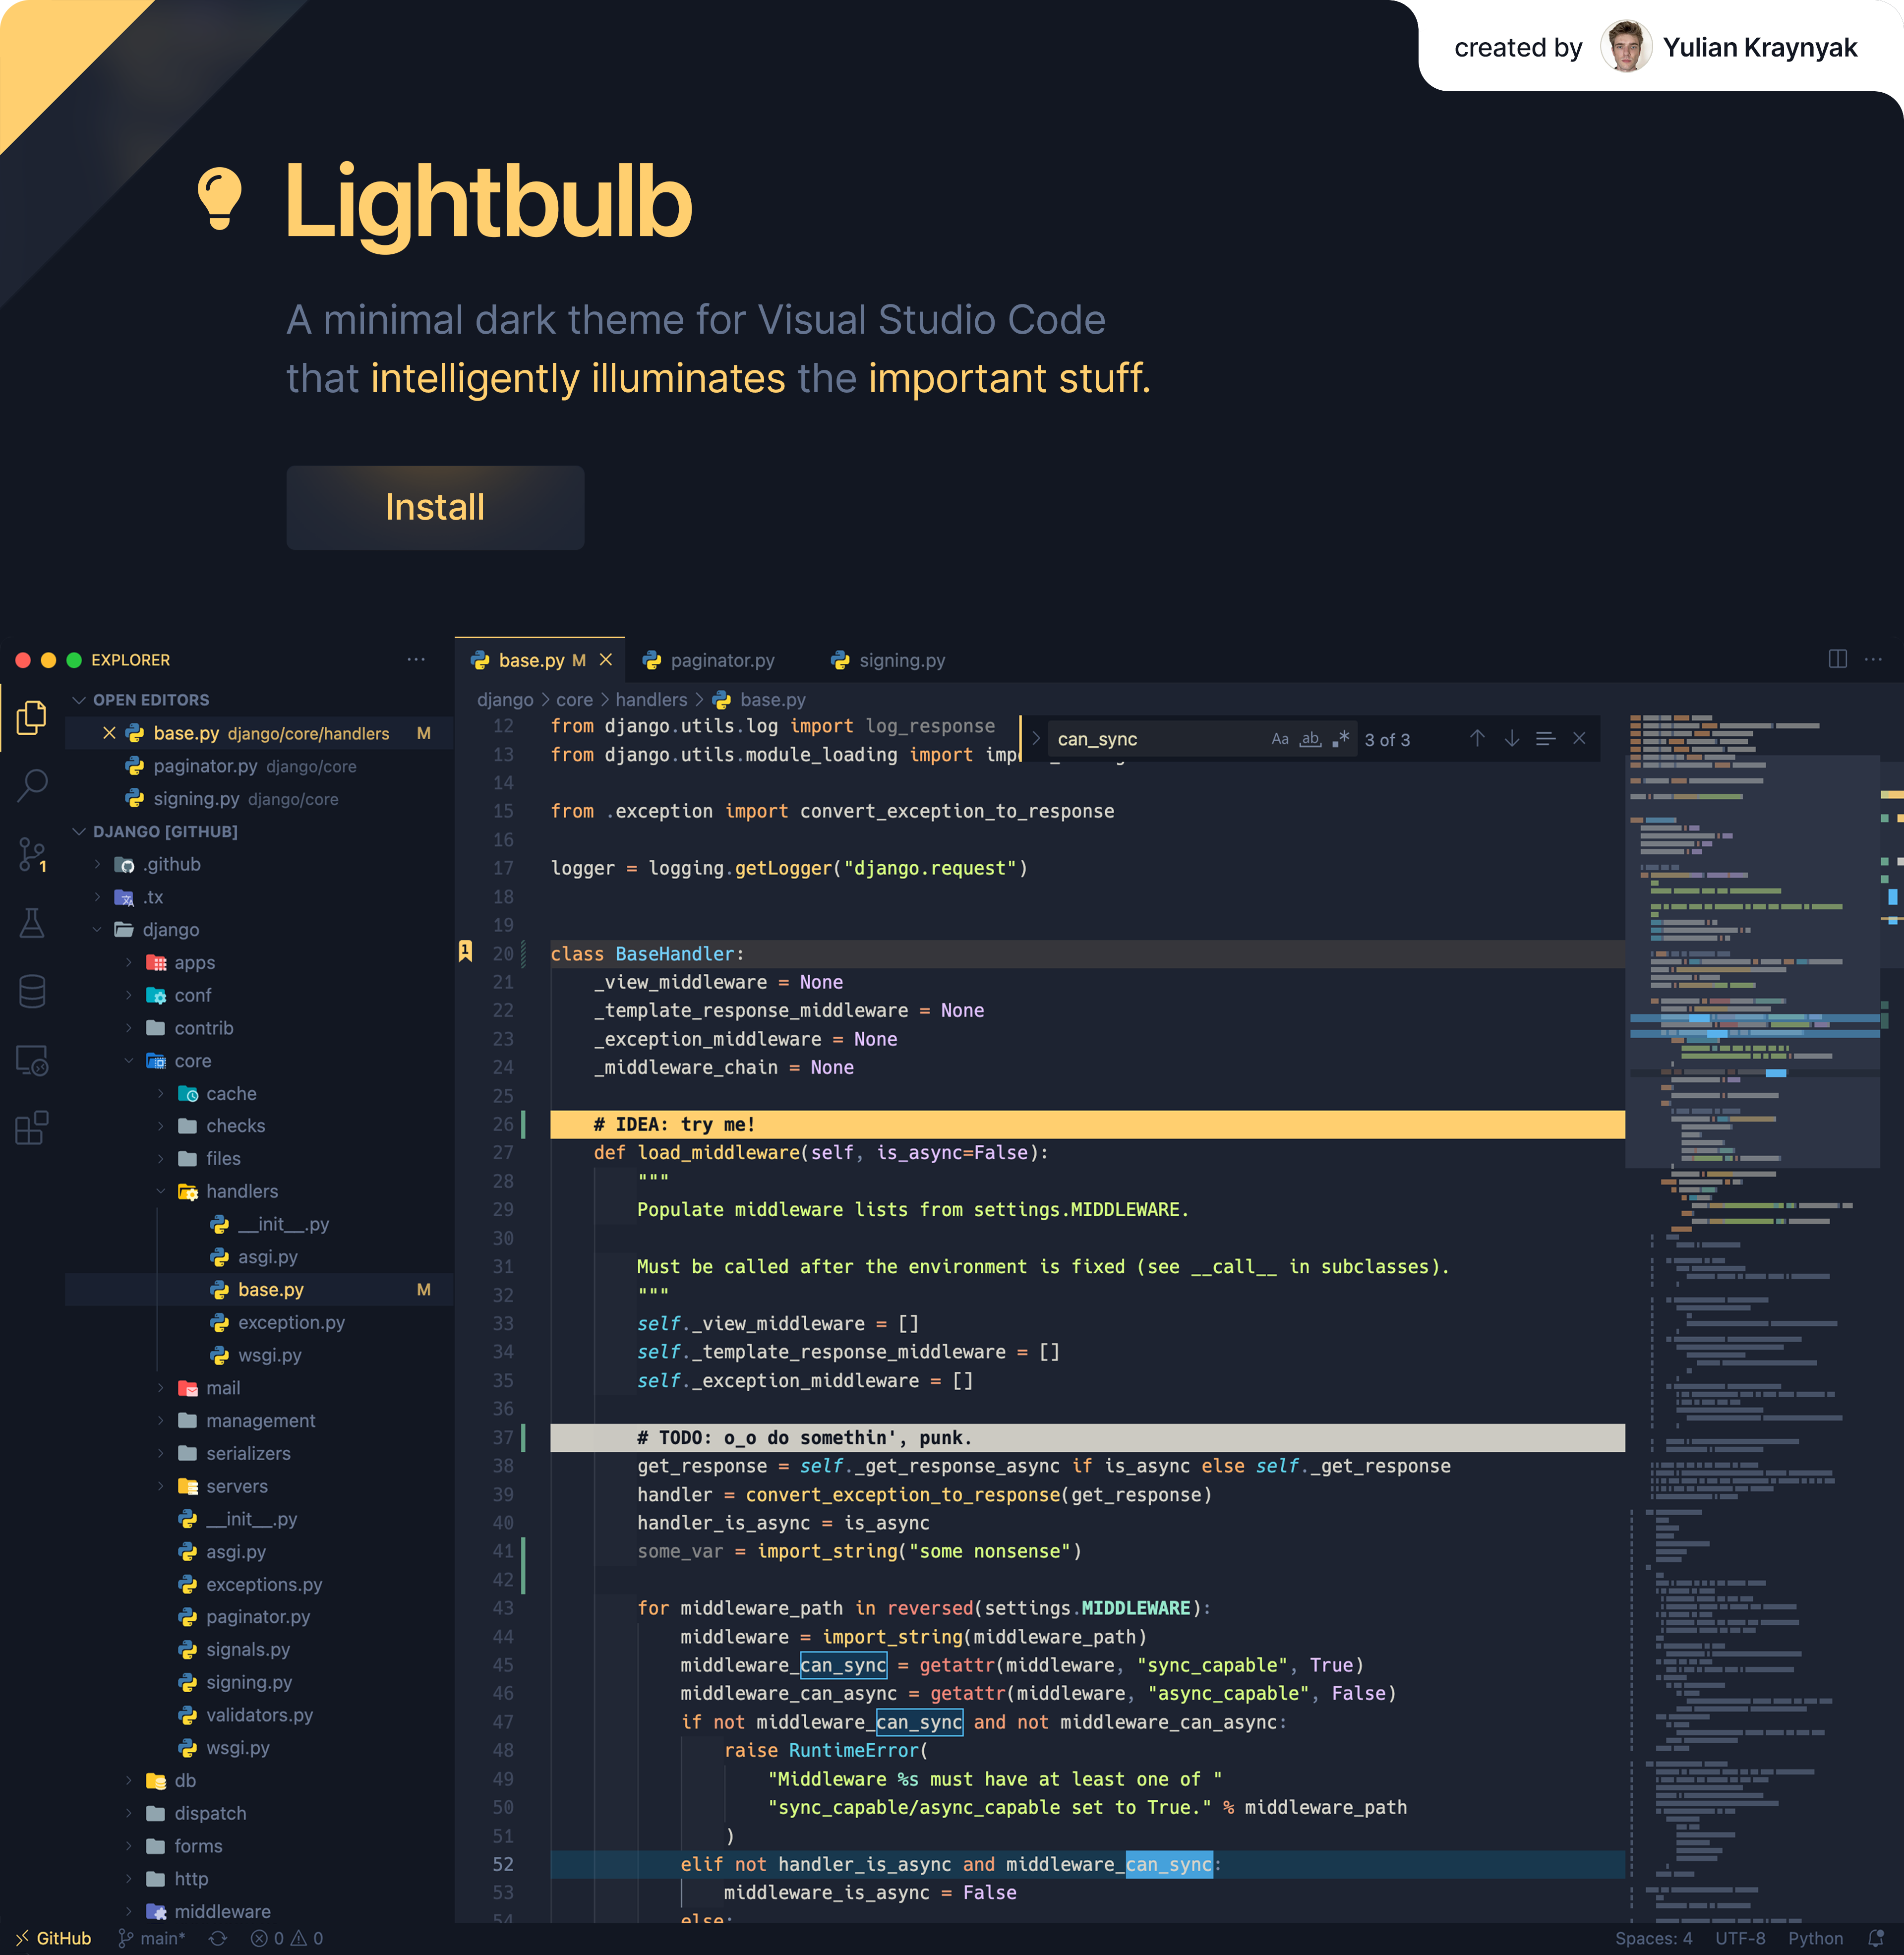 created by Yulian Kraynyak
Lightbulb
A minimal dark theme for Visual Studio Code
that intelligently illuminates the important stuff.
Install
EXPLORER
OPEN EDITORS
base.py django/core/handlers M
paginator.py django/core
signing.py django/core
DJANGO [GITHUB]
.github
.tx
django
apps
conf
contrib
core
cache
checks
files
handlers
__init__.py
asgi.py
base.py M
exception.py
wsgi.py
mail
management
serializers
servers
__init__.py
asgi.py
exceptions.py
paginator.py
signals.py
signing.py
validators.py
wsgi.py
db
dispatch
forms
http
middleware
1
base.py M
paginator.py
signing.py
django > core > handlers > base.py
can_sync Aa ab .* 3 of 3
12 from django.utils.log import log_response
13 from django.utils.module_loading import
14
15 from .exception import convert_exception_to_response
16
17 logger = logging.getLogger("django.request")
18
19
1 20 class BaseHandler:
21 _view_middleware = None
22 _template_response_middleware = None
23 _exception_middleware = None
24 _middleware_chain = None
25
26 # IDEA: try me!
27 def load_middleware(self, is_async=False):
28 """
29 Populate middleware lists from settings.MIDDLEWARE.
30
31 Must be called after the environment is fixed (see __call__ in subclasses).
32 """
33 self._view_middleware = []
34 self._template_response_middleware = []
35 self._exception_middleware = []
36
37 # TODO: o_o do somethin', punk.
38 get_response = self._get_response_async if is_async else self._get_response
39 handler = convert_exception_to_response(get_response)
40 handler_is_async = is_async
41 some_var = import_string("some nonsense")
42
43 for middleware_path in reversed(settings.MIDDLEWARE):
44 middleware = import_string(middleware_path)
45 middleware_can_sync = getattr(middleware, "sync_capable", True)
46 middleware_can_async = getattr(middleware, "async_capable", False)
47 if not middleware_can_sync and not middleware_can_async:
48 raise RuntimeError(
49 "Middleware %s must have at least one of "
50 "sync_capable/async_capable set to True." % middleware_path
51 )
52 elif not handler_is_async and middleware_can_sync:
53 middleware_is_async = False
54 else:
GitHub main* 0 0
Spaces: 4 UTF-8 Python